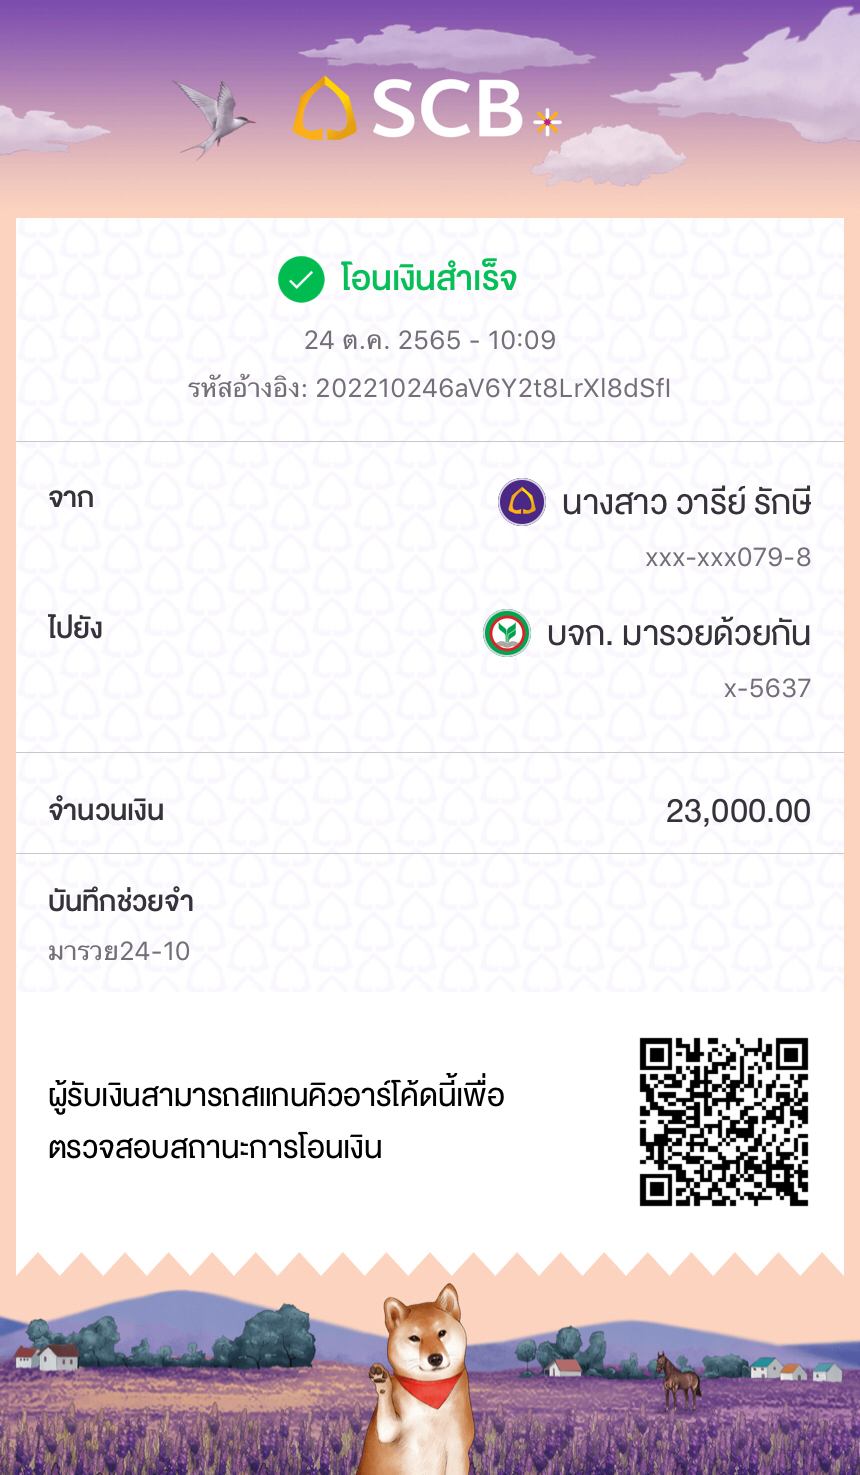 SCB
โอนเงินสำเร็จ
24 ต.ค. 2565 - 10:09
รหัสอ้างอิง: 202210246aV6Y2t8LrXl8dSfl
จาก
นางสาว วารีย์ รักษี
xxx-xxx079-8
ไปยัง
บจก. มารวยด้วยกัน
x-5637
จำนวนเงิน
23,000.00
บันทึกช่วยจำ
มารวย24-10
ผู้รับเงินสามารถสแกนคิวอาร์โค้ดนี้เพื่อ
ตรวจสอบสถานะการโอนเงิน